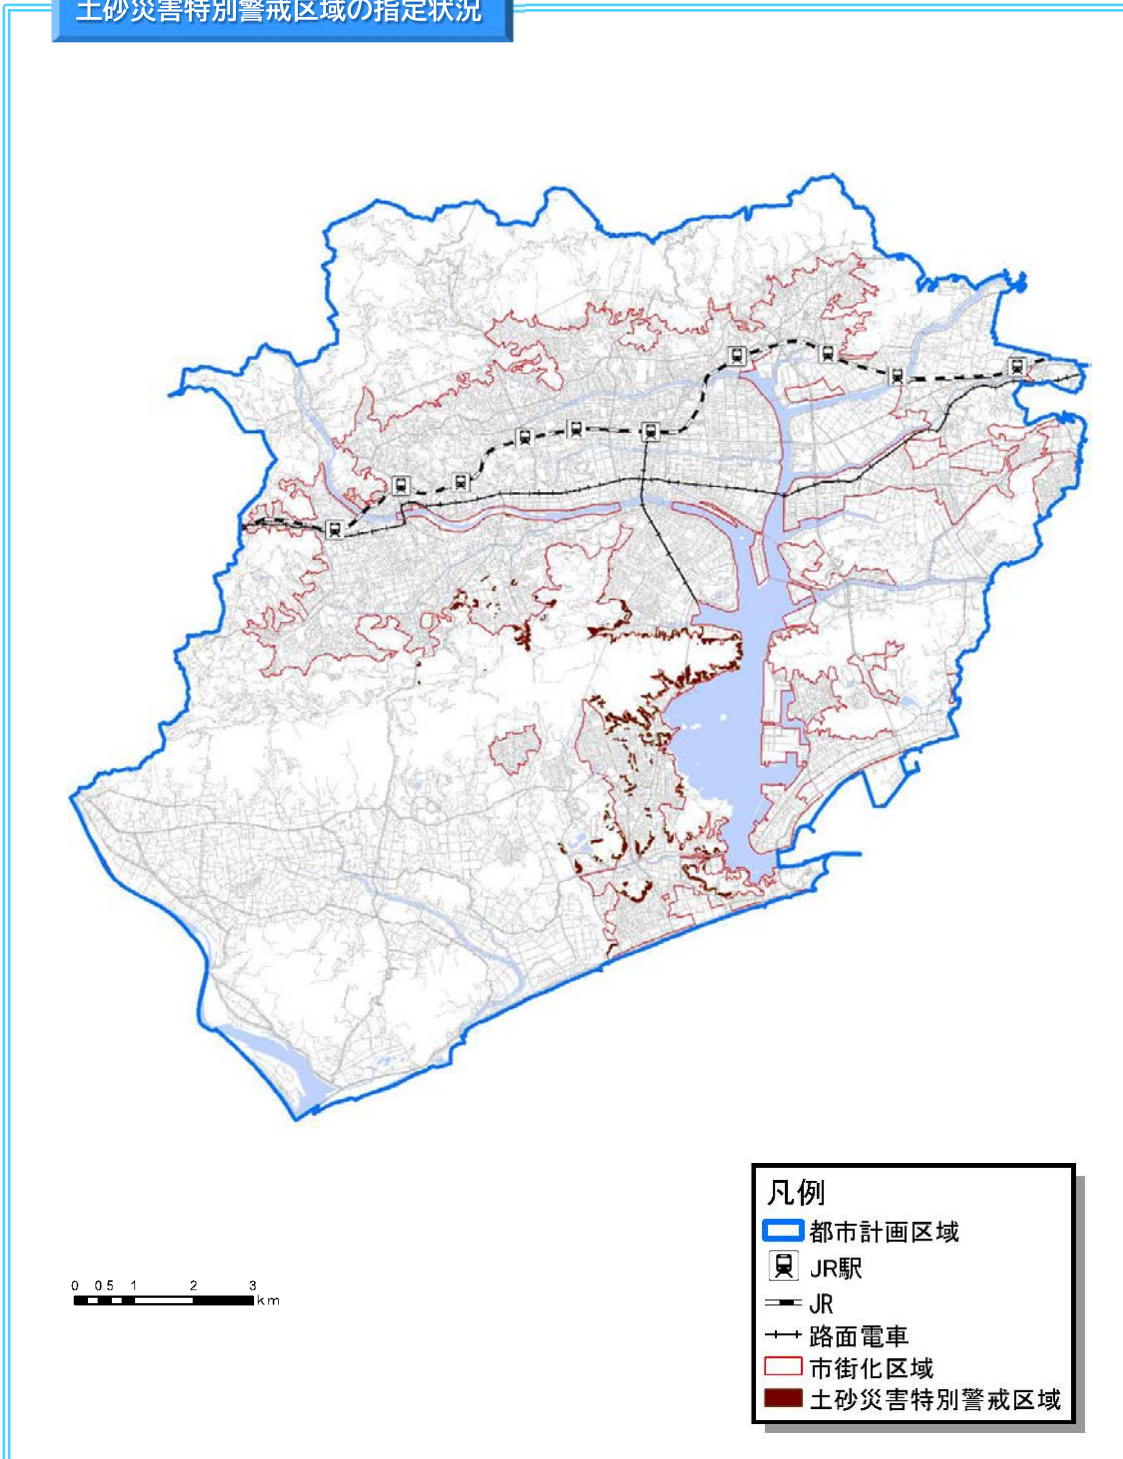 土砂災害特別警戒区域の指定状況
凡例
都市計画区域
JR駅
JR
路面電車
市街化区域
土砂災害特別警戒区域
0 0.5 1 2 3
km